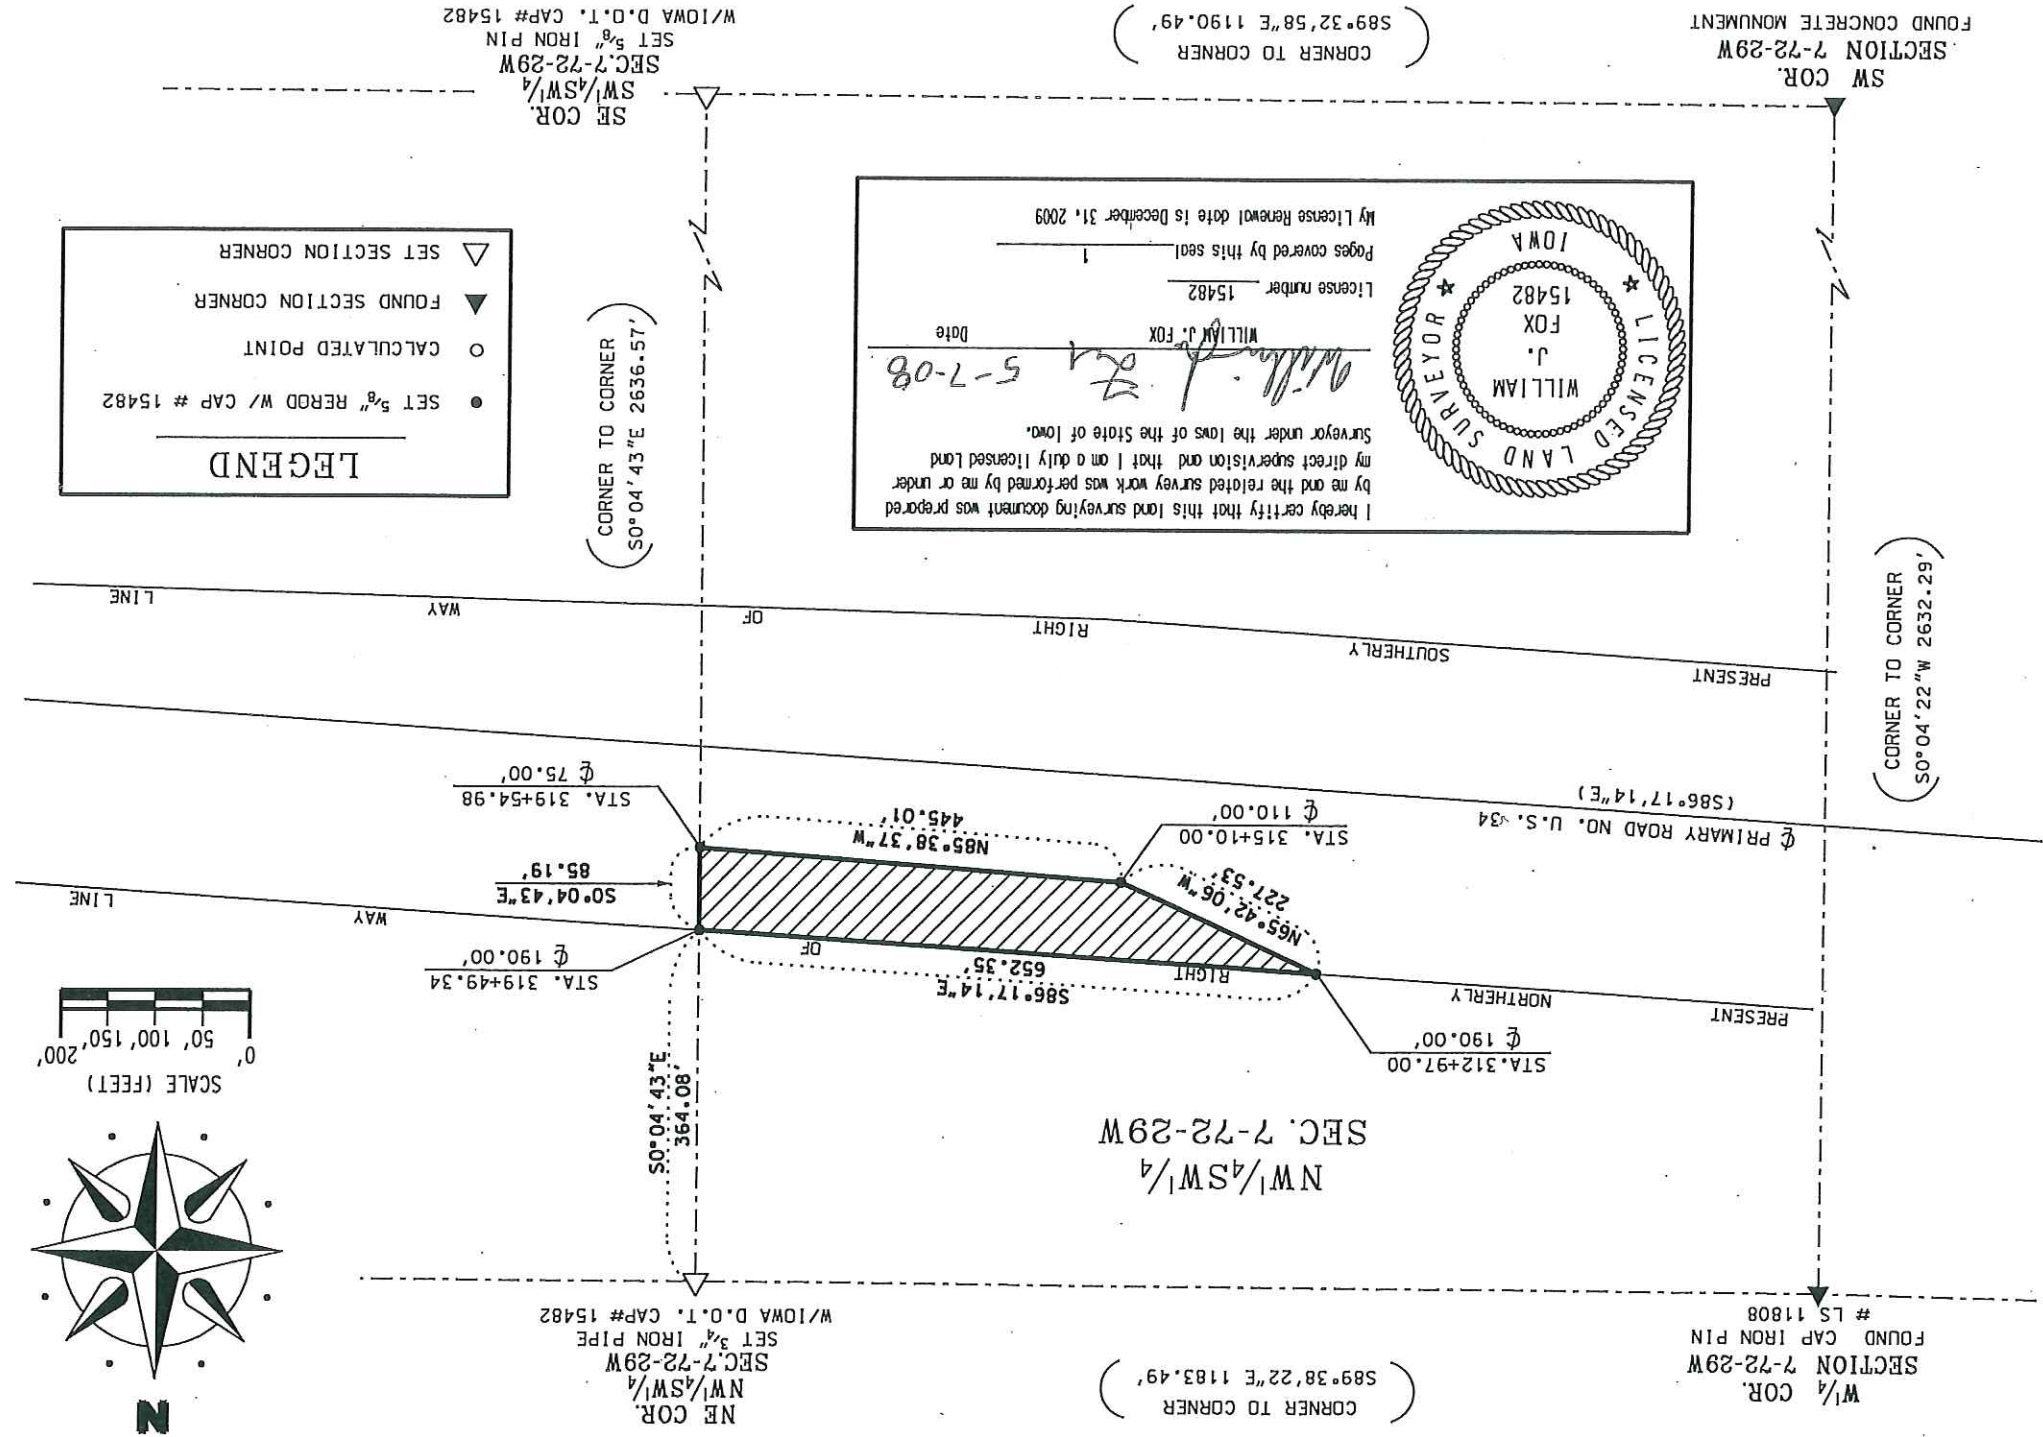 W¼ COR.
SECTION 7-72-29W
FOUND CAP IRON PIN
# LS 11808
CORNER TO CORNER
S89°38'22"E 1183.49'
NE COR.
NW¼SW¼
SEC.7-72-29W
SET ¾" IRON PIPE
W/IOWA D.O.T. CAP# 15482
N
NW¼SW¼
SEC. 7-72-29W
S0°04'43"E
364.08'
SCALE (FEET)
0' 50' 100' 150' 200'
STA.312+97.00
℄ 190.00'
PRESENT NORTHERLY RIGHT OF WAY LINE
S86°17'14"E
652.35'
STA. 319+49.34
℄ 190.00'
N65°42'06"W
227.53'
S0°04'43"E
85.19'
N85°38'37"W
445.01'
STA. 315+10.00
℄ 110.00'
STA. 319+54.98
℄ 75.00'
℄ PRIMARY ROAD NO. U.S. 34
(S86°17'14"E)
CORNER TO CORNER
S0°04'22"W 2632.29'
PRESENT SOUTHERLY RIGHT OF WAY LINE
CORNER TO CORNER
S0°04'43"E 2636.57'
LICENSED LAND SURVEYOR
WILLIAM
J.
FOX
15482
IOWA
I hereby certify that this land surveying document was prepared
by me and the related survey work was performed by me or under
my direct supervision and that I am a duly licensed Land
Surveyor under the laws of the State of Iowa.
William J. Fox 5-7-08
WILLIAM J. FOX Date
License number 15482
Pages covered by this seal 1
My License Renewal date is December 31, 2009
LEGEND
SET ⅝" REROD W/ CAP # 15482
CALCULATED POINT
FOUND SECTION CORNER
SET SECTION CORNER
SW COR.
SECTION 7-72-29W
FOUND CONCRETE MONUMENT
CORNER TO CORNER
S89°32'58"E 1190.49'
SE COR.
SW¼SW¼
SEC.7-72-29W
SET ⅝" IRON PIN
W/IOWA D.O.T. CAP# 15482